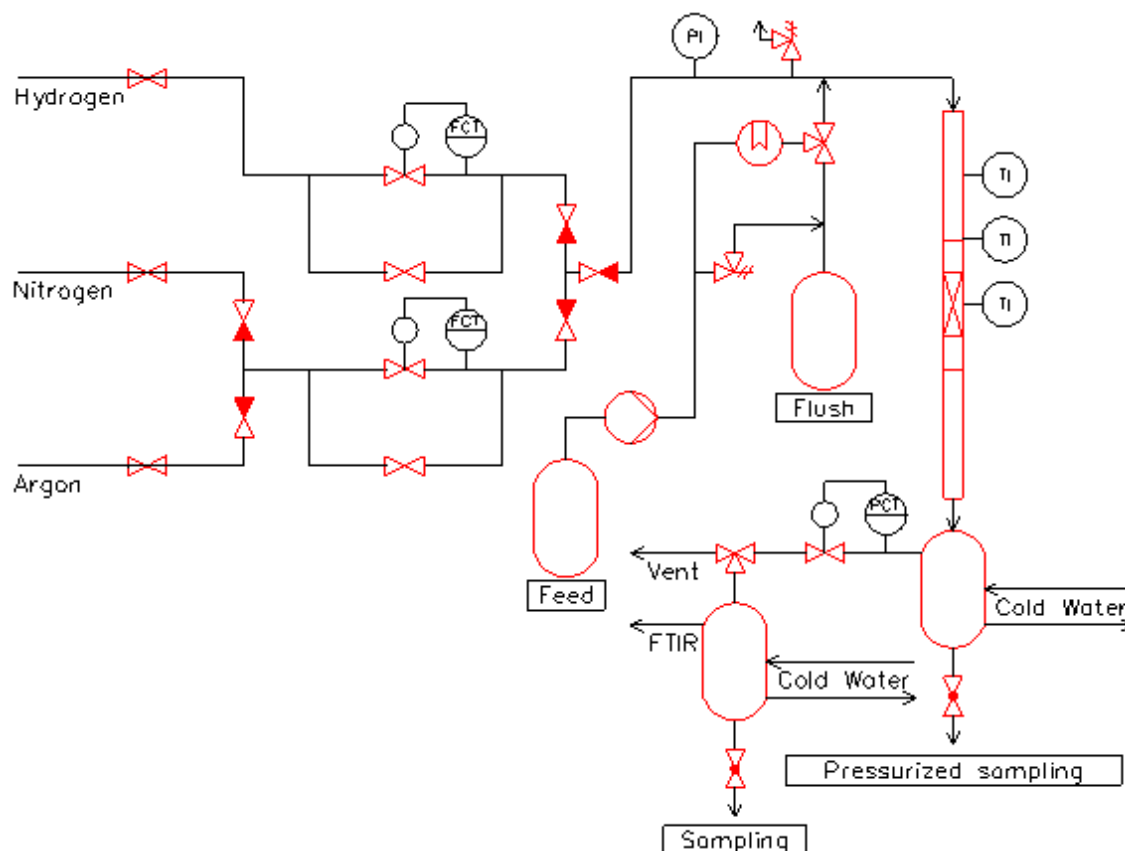 PI
Hydrogen
FCT
TI
TI
Nitrogen
FCT
TI
Flush
Argon
PCT
Vent
Feed
Cold Water
FTIR
Cold Water
Pressurized sampling
Sampling